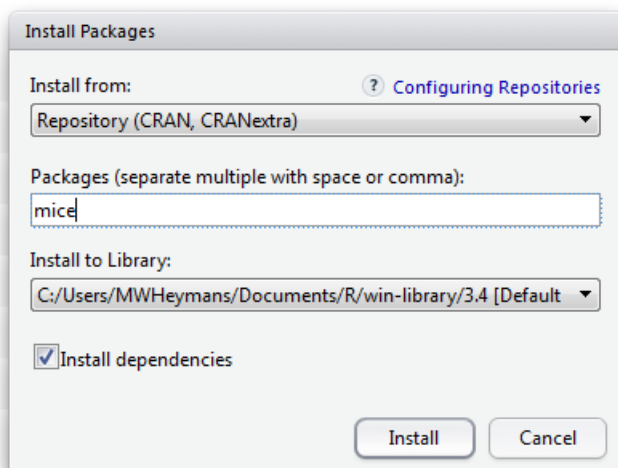 Install Packages
Install from:
? Configuring Repositories
Repository (CRAN, CRANextra)
Packages (separate multiple with space or comma):
mice
Install to Library:
C:/Users/MWHeymans/Documents/R/win-library/3.4 [Default
Install dependencies
Install
Cancel